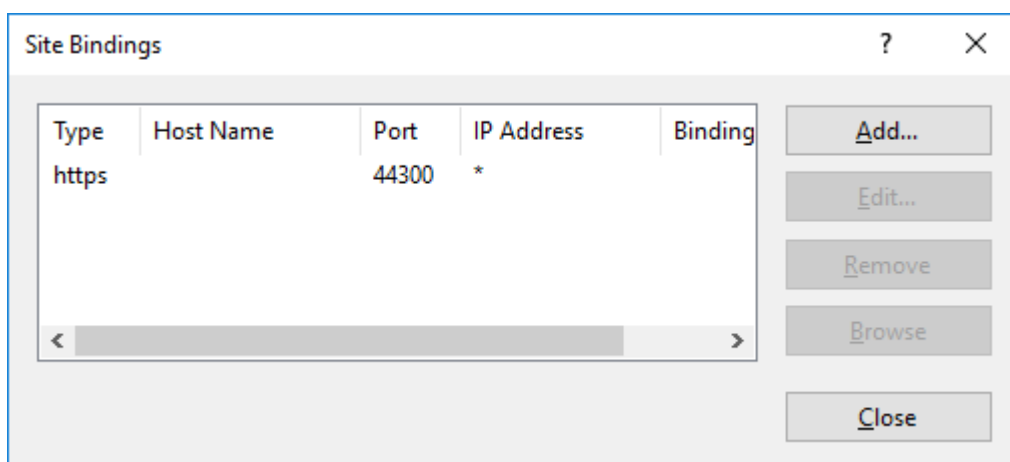 Site Bindings
Type Host Name Port IP Address Binding
https 44300 *
Add...
Edit...
Remove
Browse
Close